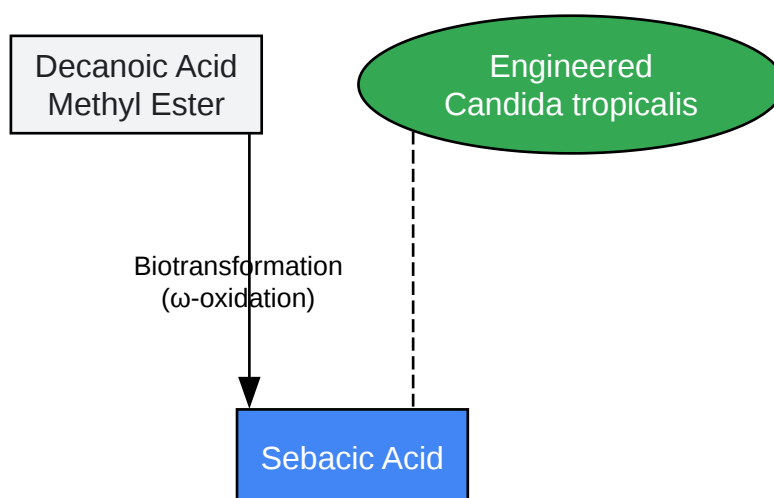 Decanoic Acid
Methyl Ester
Engineered
Candida tropicalis
Biotransformation
(ω-oxidation)
Sebacic Acid